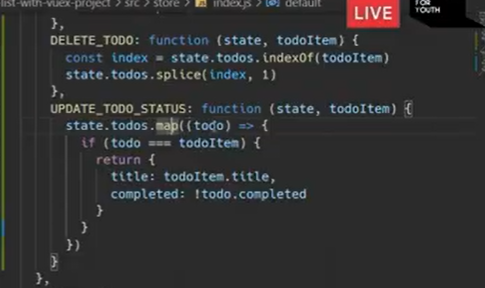 list-with-vuex-project > src > store > index.js > default
LIVE
FOR
YOUTH
},
DELETE_TODO: function (state, todoItem) {
const index = state.todos.indexOf(todoItem)
state.todos.splice(index, 1)
},
UPDATE_TODO_STATUS: function (state, todoItem) {
state.todos.map((todo) => {
if (todo === todoItem) {
return {
title: todoItem.title,
completed: !todo.completed
}
}
})
}
},